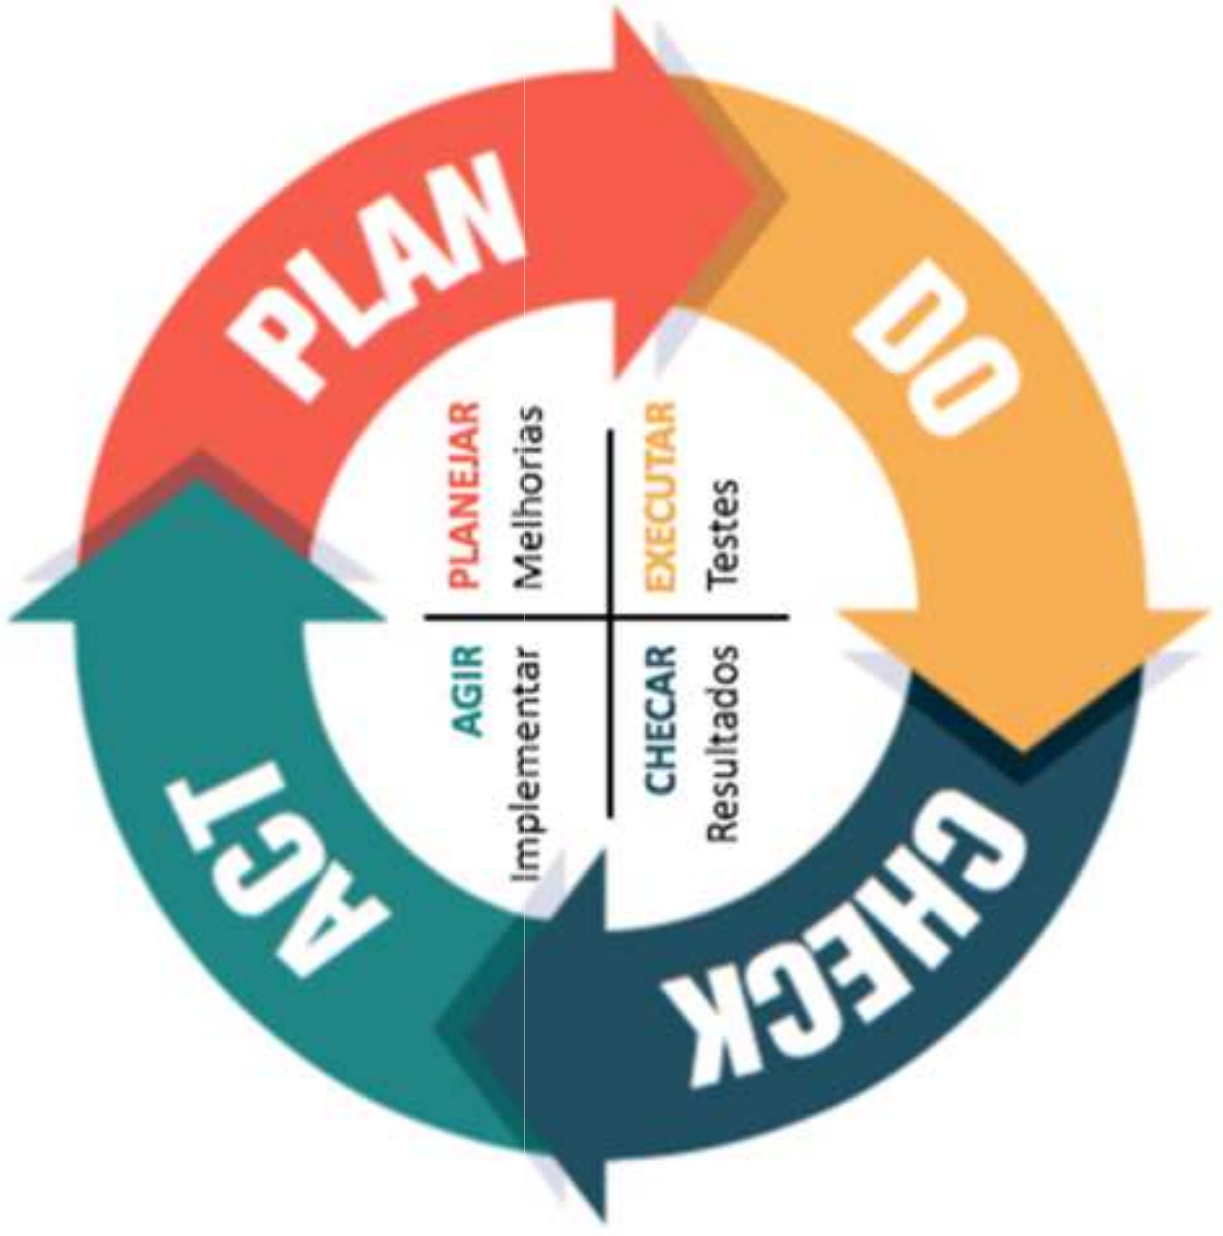 PLAN
DO
CHECK
ACT
PLANEJAR
Melhorias
EXECUTAR
Testes
CHECAR
Resultados
AGIR
Implementar